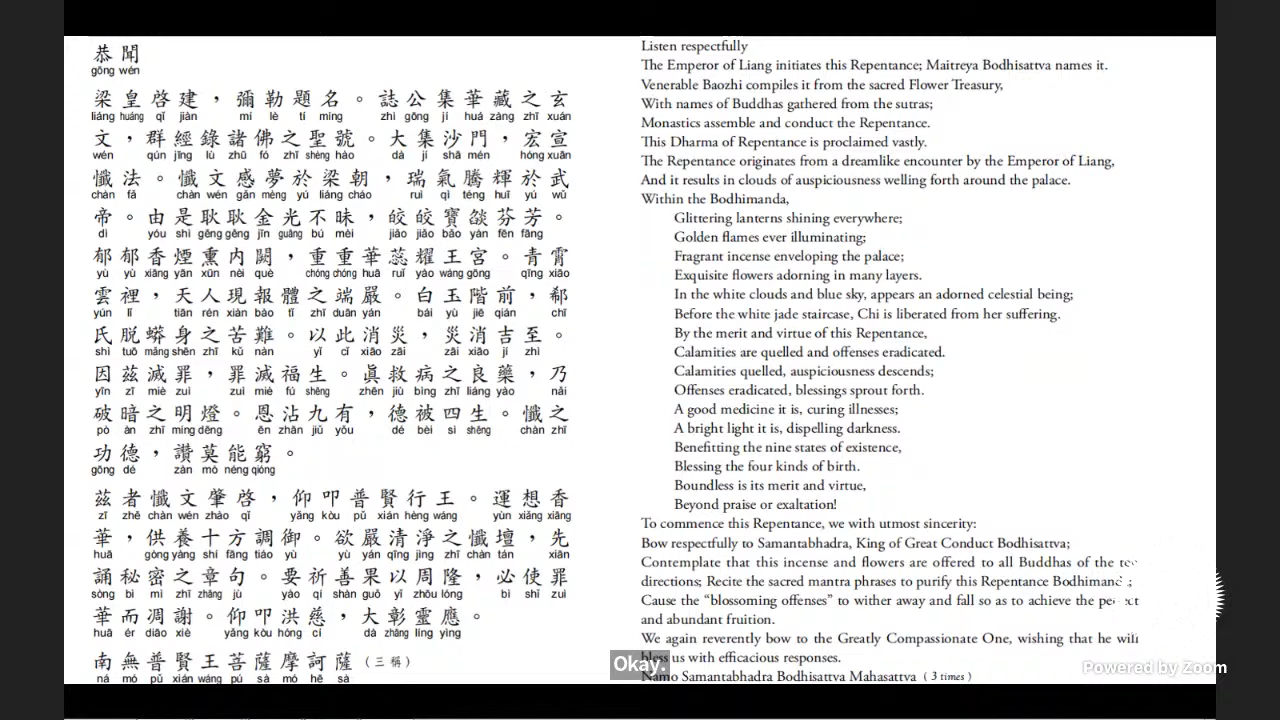 恭聞
gōng wén
梁皇啓建，彌勒題名。誌公集華藏之玄
liáng huáng qǐ jiàn mí lè tí míng zhì gōng jí huá zàng zhī xuán
文，群經錄諸佛之聖號。大集沙門，宏宣
wén qún jīng lù zhū fó zhī shèng hào dà jí shā mén hóng xuān
懺法。懺文感夢於梁朝，瑞氣騰輝於武
chàn fǎ chàn wén gǎn mèng yú liáng cháo ruì qì téng huī yú wǔ
帝。由是耿耿金光不昧，皎皎寶燄芬芳。
dì yóu shì gěng gěng jīn guāng bú mèi jiǎo jiǎo bǎo yàn fēn fāng
郁郁香煙熏内闕，重重華蕊耀王宮。青霄
yù yù xiāng yān xūn nèi què chóng chóng huā ruǐ yào wáng gōng qīng xiāo
雲裡，天人現報體之端嚴。白玉階前，郗
yún lǐ tiān rén xiàn bào tǐ zhī duān yán bái yù jiē qián chī
氏脱蟒身之苦難。以此消災，災消吉至。
shì tuō mǎng shēn zhī kǔ nàn yǐ cǐ xiāo zāi zāi xiāo jí zhì
因茲滅罪，罪滅福生。眞救病之良藥，乃
yīn zī miè zuì zuì miè fú shēng zhēn jiù bìng zhī liáng yào nǎi
破暗之明燈。恩沾九有，德被四生。懺之
pò àn zhī míng dēng ēn zhān jiǔ yǒu dé bèi sì shēng chàn zhī
功德，讚莫能窮。
gōng dé zàn mò néng qióng
茲者懺文肇啓，仰叩普賢行王。運想香
zī zhě chàn wén zhào qǐ yǎng kòu pǔ xián hèng wáng yùn xiǎng xiāng
華，供養十方調御。欲嚴清淨之懺壇，先
huā gòng yàng shí fāng tiáo yù yù yán qīng jìng zhī chàn tán xiān
誦秘密之章句。要祈善果以周隆，必使罪
sòng bì mì zhī zhāng jù yào qí shàn guǒ yǐ zhōu lóng bì shǐ zuì
華而凋謝。仰叩洪慈，大彰靈應。
huā ér diāo xiè yǎng kòu hóng cí dà zhāng líng yìng
南無普賢王菩薩摩訶薩（三稱）
ná mó pǔ xián wáng pú sà mó hē sà
Listen respectfully
The Emperor of Liang initiates this Repentance; Maitreya Bodhisattva names it.
Venerable Baozhi compiles it from the sacred Flower Treasury,
With names of Buddhas gathered from the sutras;
Monastics assemble and conduct the Repentance.
This Dharma of Repentance is proclaimed vastly.
The Repentance originates from a dreamlike encounter by the Emperor of Liang,
And it results in clouds of auspiciousness welling forth around the palace.
Within the Bodhimanda,
Glittering lanterns shining everywhere;
Golden flames ever illuminating;
Fragrant incense enveloping the palace;
Exquisite flowers adorning in many layers.
In the white clouds and blue sky, appears an adorned celestial being;
Before the white jade staircase, Chi is liberated from her suffering.
By the merit and virtue of this Repentance,
Calamities are quelled and offenses eradicated.
Calamities quelled, auspiciousness descends;
Offenses eradicated, blessings sprout forth.
A good medicine it is, curing illnesses;
A bright light it is, dispelling darkness.
Benefitting the nine states of existence,
Blessing the four kinds of birth.
Boundless is its merit and virtue,
Beyond praise or exaltation!
To commence this Repentance, we with utmost sincerity:
Bow respectfully to Samantabhadra, King of Great Conduct Bodhisattva;
Contemplate that this incense and flowers are offered to all Buddhas of the
directions; Recite the sacred mantra phrases to purify this Repentance
Cause the “blossoming offenses” to wither away and fall so as to achieve the
and abundant fruition.
We again reverently bow to the Greatly Compassionate One, wishing that he will
bless us with efficacious responses.
Namo Samantabhadra Bodhisattva Mahasattva ( 3 times )
Okay.
Powered by Zoom